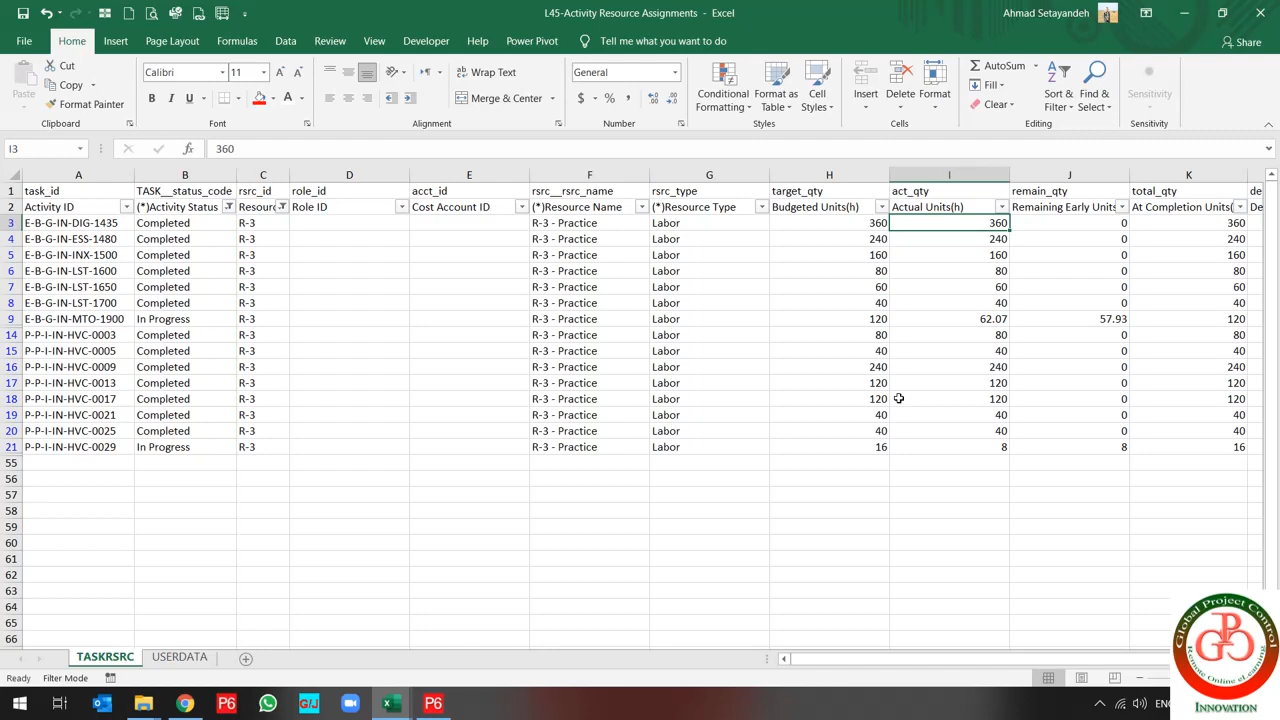 L45-Activity Resource Assignments - Excel
Ahmad Setayandeh
File Home Insert Page Layout Formulas Data Review View Developer Help Power Pivot Tell me what you want to do Share
Paste
Cut
Copy
Format Painter
Clipboard
Calibri 11
B I U A
Font
Wrap Text
Merge & Center
Alignment
General
$ % ,
Number
Conditional Formatting
Format as Table
Cell Styles
Styles
Insert Delete Format
Cells
AutoSum
Fill
Clear
Sort & Filter
Find & Select
Editing
Sensitivity
Sensitivity
I3 fx 360
A B C D E F G H I J K
1 task_id TASK__status_code rsrc_id role_id acct_id rsrc__rsrc_name rsrc_type target_qty act_qty remain_qty total_qty de
2 Activity ID (*)Activity Status Resourc Role ID Cost Account ID (*)Resource Name (*)Resource Type Budgeted Units(h) Actual Units(h) Remaining Early Units At Completion Units( De
3 E-B-G-IN-DIG-1435 Completed R-3 R-3 - Practice Labor 360 360 0 360
4 E-B-G-IN-ESS-1480 Completed R-3 R-3 - Practice Labor 240 240 0 240
5 E-B-G-IN-INX-1500 Completed R-3 R-3 - Practice Labor 160 160 0 160
6 E-B-G-IN-LST-1600 Completed R-3 R-3 - Practice Labor 80 80 0 80
7 E-B-G-IN-LST-1650 Completed R-3 R-3 - Practice Labor 60 60 0 60
8 E-B-G-IN-LST-1700 Completed R-3 R-3 - Practice Labor 40 40 0 40
9 E-B-G-IN-MTO-1900 In Progress R-3 R-3 - Practice Labor 120 62.07 57.93 120
14 P-P-I-IN-HVC-0003 Completed R-3 R-3 - Practice Labor 80 80 0 80
15 P-P-I-IN-HVC-0005 Completed R-3 R-3 - Practice Labor 40 40 0 40
16 P-P-I-IN-HVC-0009 Completed R-3 R-3 - Practice Labor 240 240 0 240
17 P-P-I-IN-HVC-0013 Completed R-3 R-3 - Practice Labor 120 120 0 120
18 P-P-I-IN-HVC-0017 Completed R-3 R-3 - Practice Labor 120 120 0 120
19 P-P-I-IN-HVC-0021 Completed R-3 R-3 - Practice Labor 40 40 0 40
20 P-P-I-IN-HVC-0025 Completed R-3 R-3 - Practice Labor 40 40 0 40
21 P-P-I-IN-HVC-0029 In Progress R-3 R-3 - Practice Labor 16 8 8 16
55
56
57
58
59
60
61
62
63
64
65
66
TASKRSRC USERDATA
Ready Filter Mode
P6 G/J P6 ENG
Global Project Control
GPC
Remote Online eLearning
INNOVATION